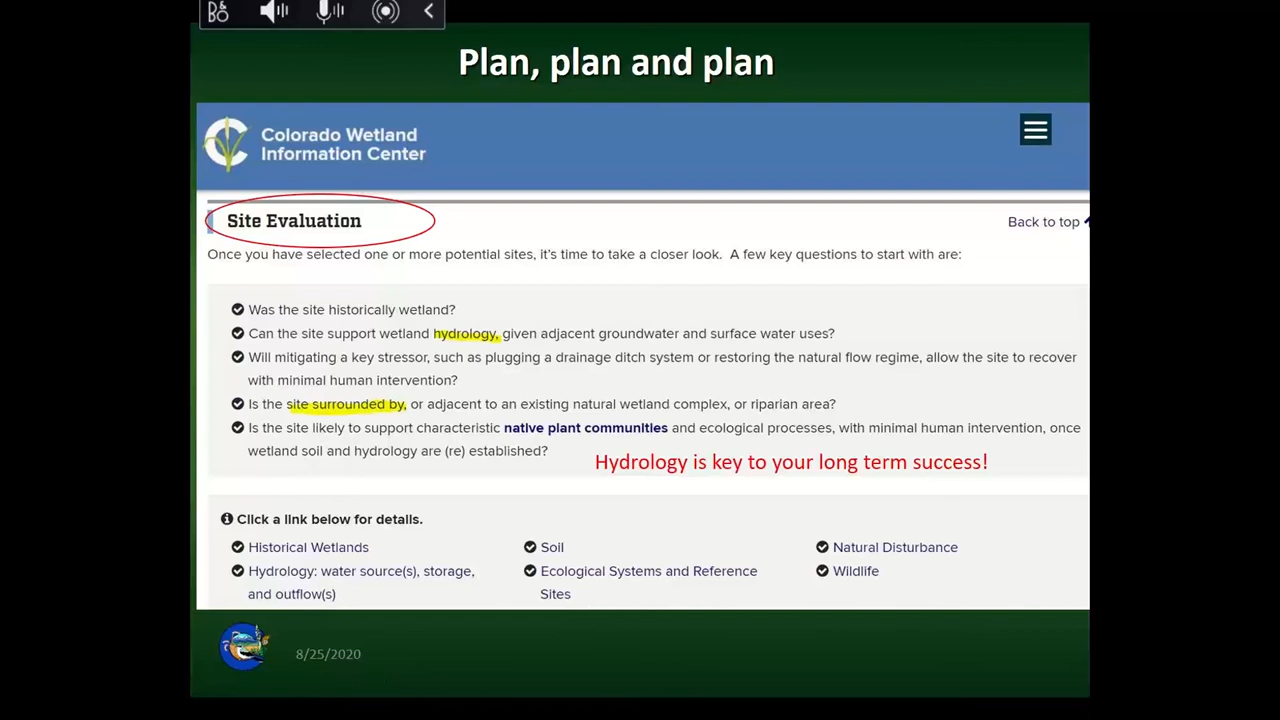 BO
Plan, plan and plan
Colorado Wetland
Information Center
Site Evaluation
Back to top
Once you have selected one or more potential sites, it's time to take a closer look. A few key questions to start with are:
Was the site historically wetland?
Can the site support wetland hydrology, given adjacent groundwater and surface water uses?
Will mitigating a key stressor, such as plugging a drainage ditch system or restoring the natural flow regime, allow the site to recover
with minimal human intervention?
Is the site surrounded by, or adjacent to an existing natural wetland complex, or riparian area?
Is the site likely to support characteristic native plant communities and ecological processes, with minimal human intervention, once
wetland soil and hydrology are (re) established?
Hydrology is key to your long term success!
Click a link below for details.
Historical Wetlands
Soil
Natural Disturbance
Hydrology: water source(s), storage,
and outflow(s)
Ecological Systems and Reference
Sites
Wildlife
8/25/2020